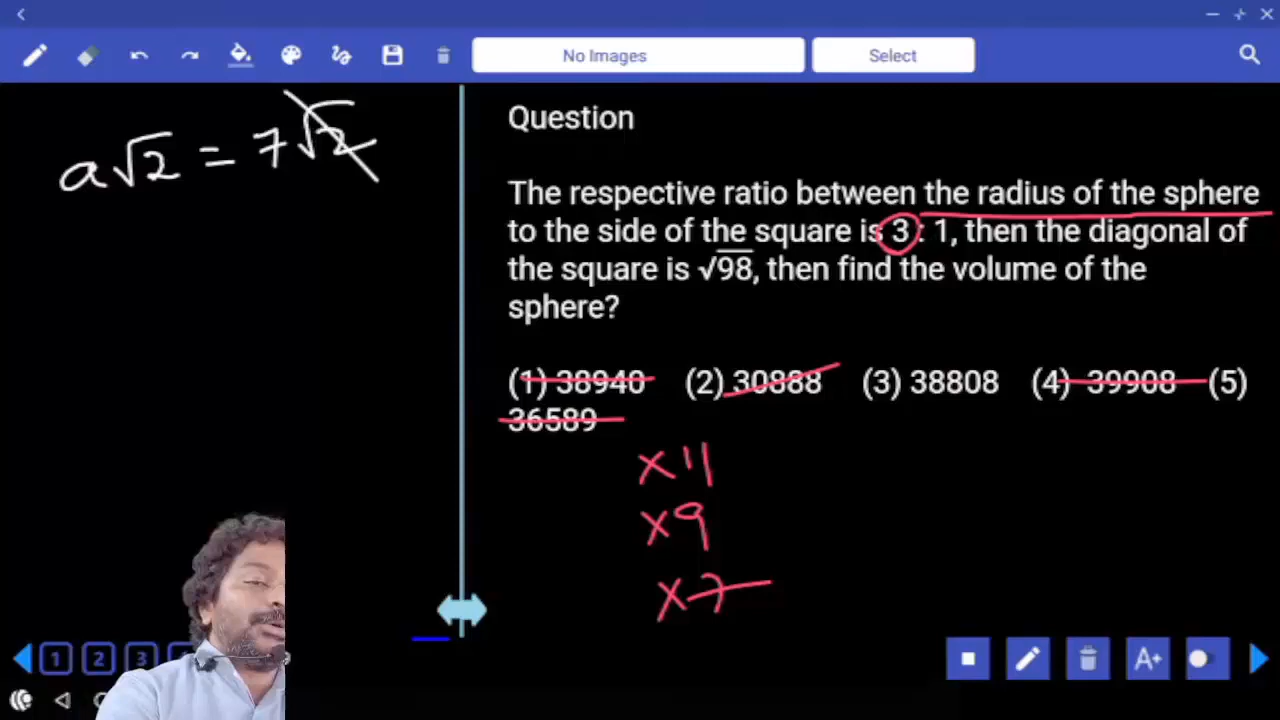 No Images
Select
a√2 = 7√2
Question
The respective ratio between the radius of the sphere
to the side of the square is 3 : 1, then the diagonal of
the square is √98, then find the volume of the
sphere?
(1) 38940 (2) 30888 (3) 38808 (4) 39908 (5)
36589
×11
×9
×7
1 2 3
A+